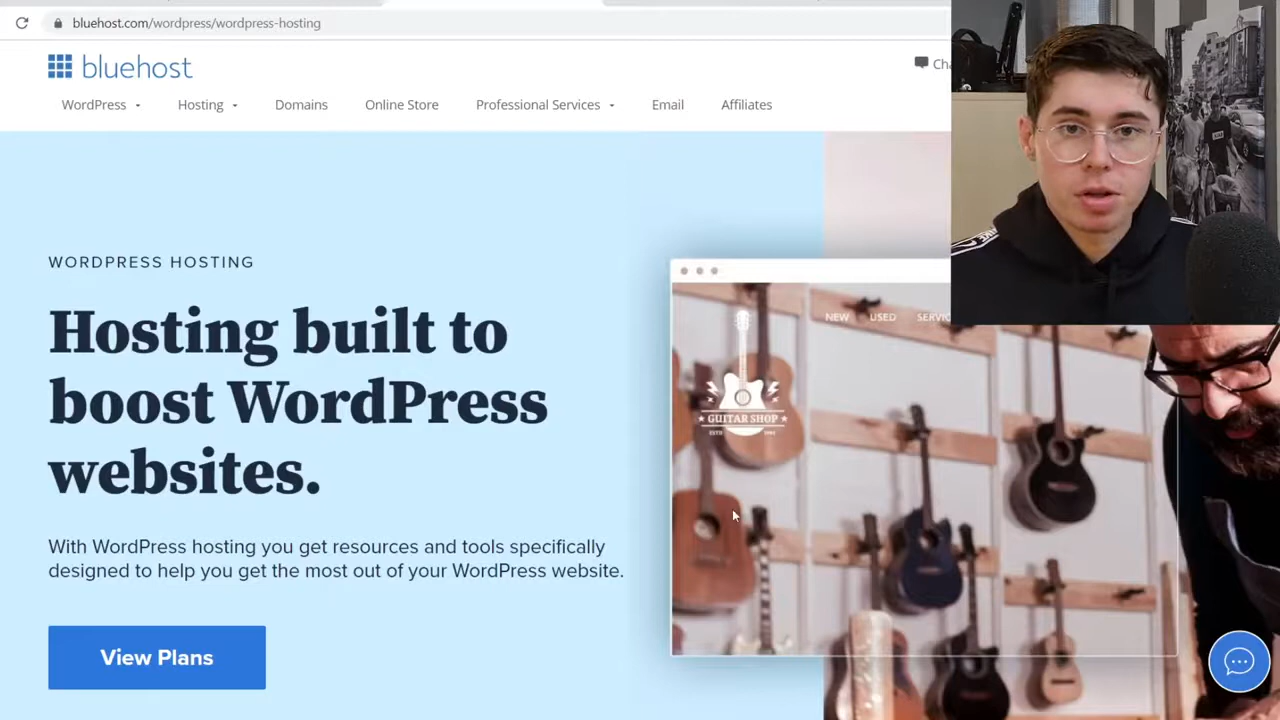 bluehost.com/wordpress/wordpress-hosting
bluehost
WordPress Hosting Domains Online Store Professional Services Email Affiliates
WORDPRESS HOSTING
Hosting built to
boost WordPress
websites.
With WordPress hosting you get resources and tools specifically
designed to help you get the most out of your WordPress website.
View Plans
NEW USED
GUITAR SHOP